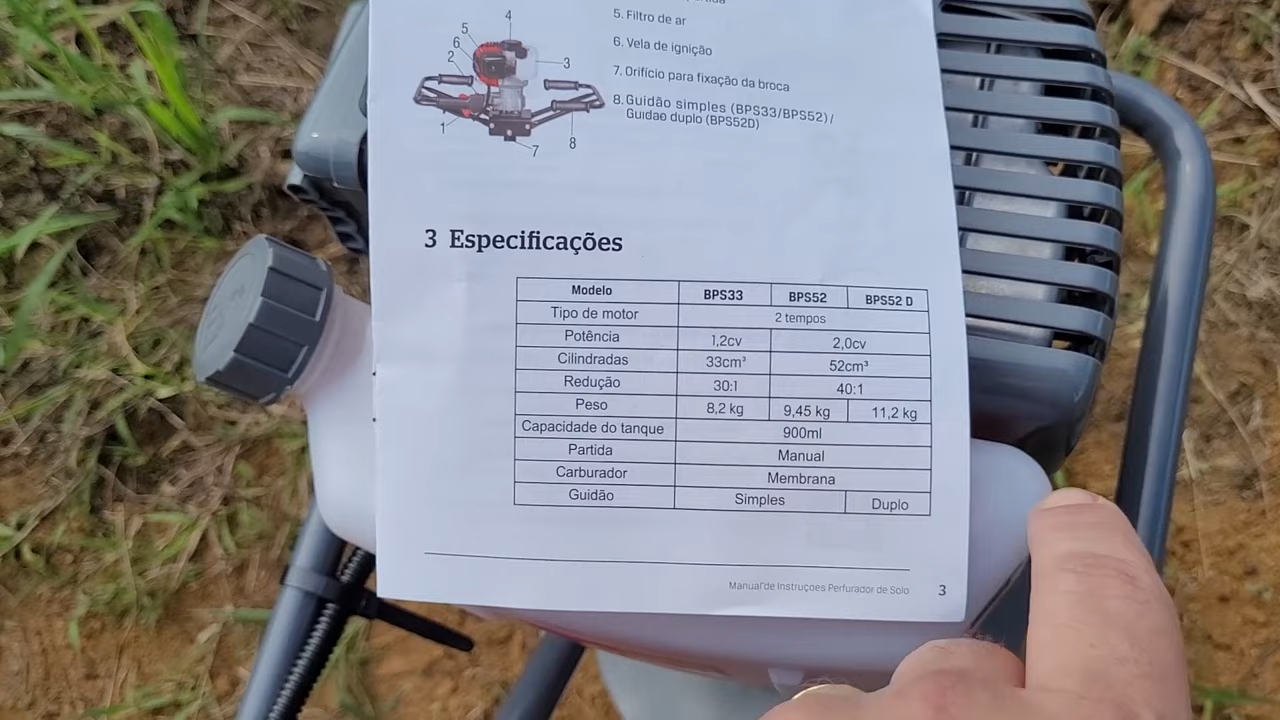 5. Filtro de ar
6. Vela de ignição
7. Orifício para fixação da broca
8. Guidão simples (BPS33/BPS52) /
Guidao duplo (BPS52D)
4
5
6
2
3
1
8
7
3 Especificações
Modelo BPS33 BPS52 BPS52 D
Tipo de motor 2 tempos
Potência 1,2cv 2,0cv
Cilindradas 33cm³ 52cm³
Redução 30:1 40:1
Peso 8,2 kg 9,45 kg 11,2 kg
Capacidade do tanque 900ml
Partida Manual
Carburador Membrana
Guidão Simples Duplo
Manual de Instruções Perfurador de Solo 3